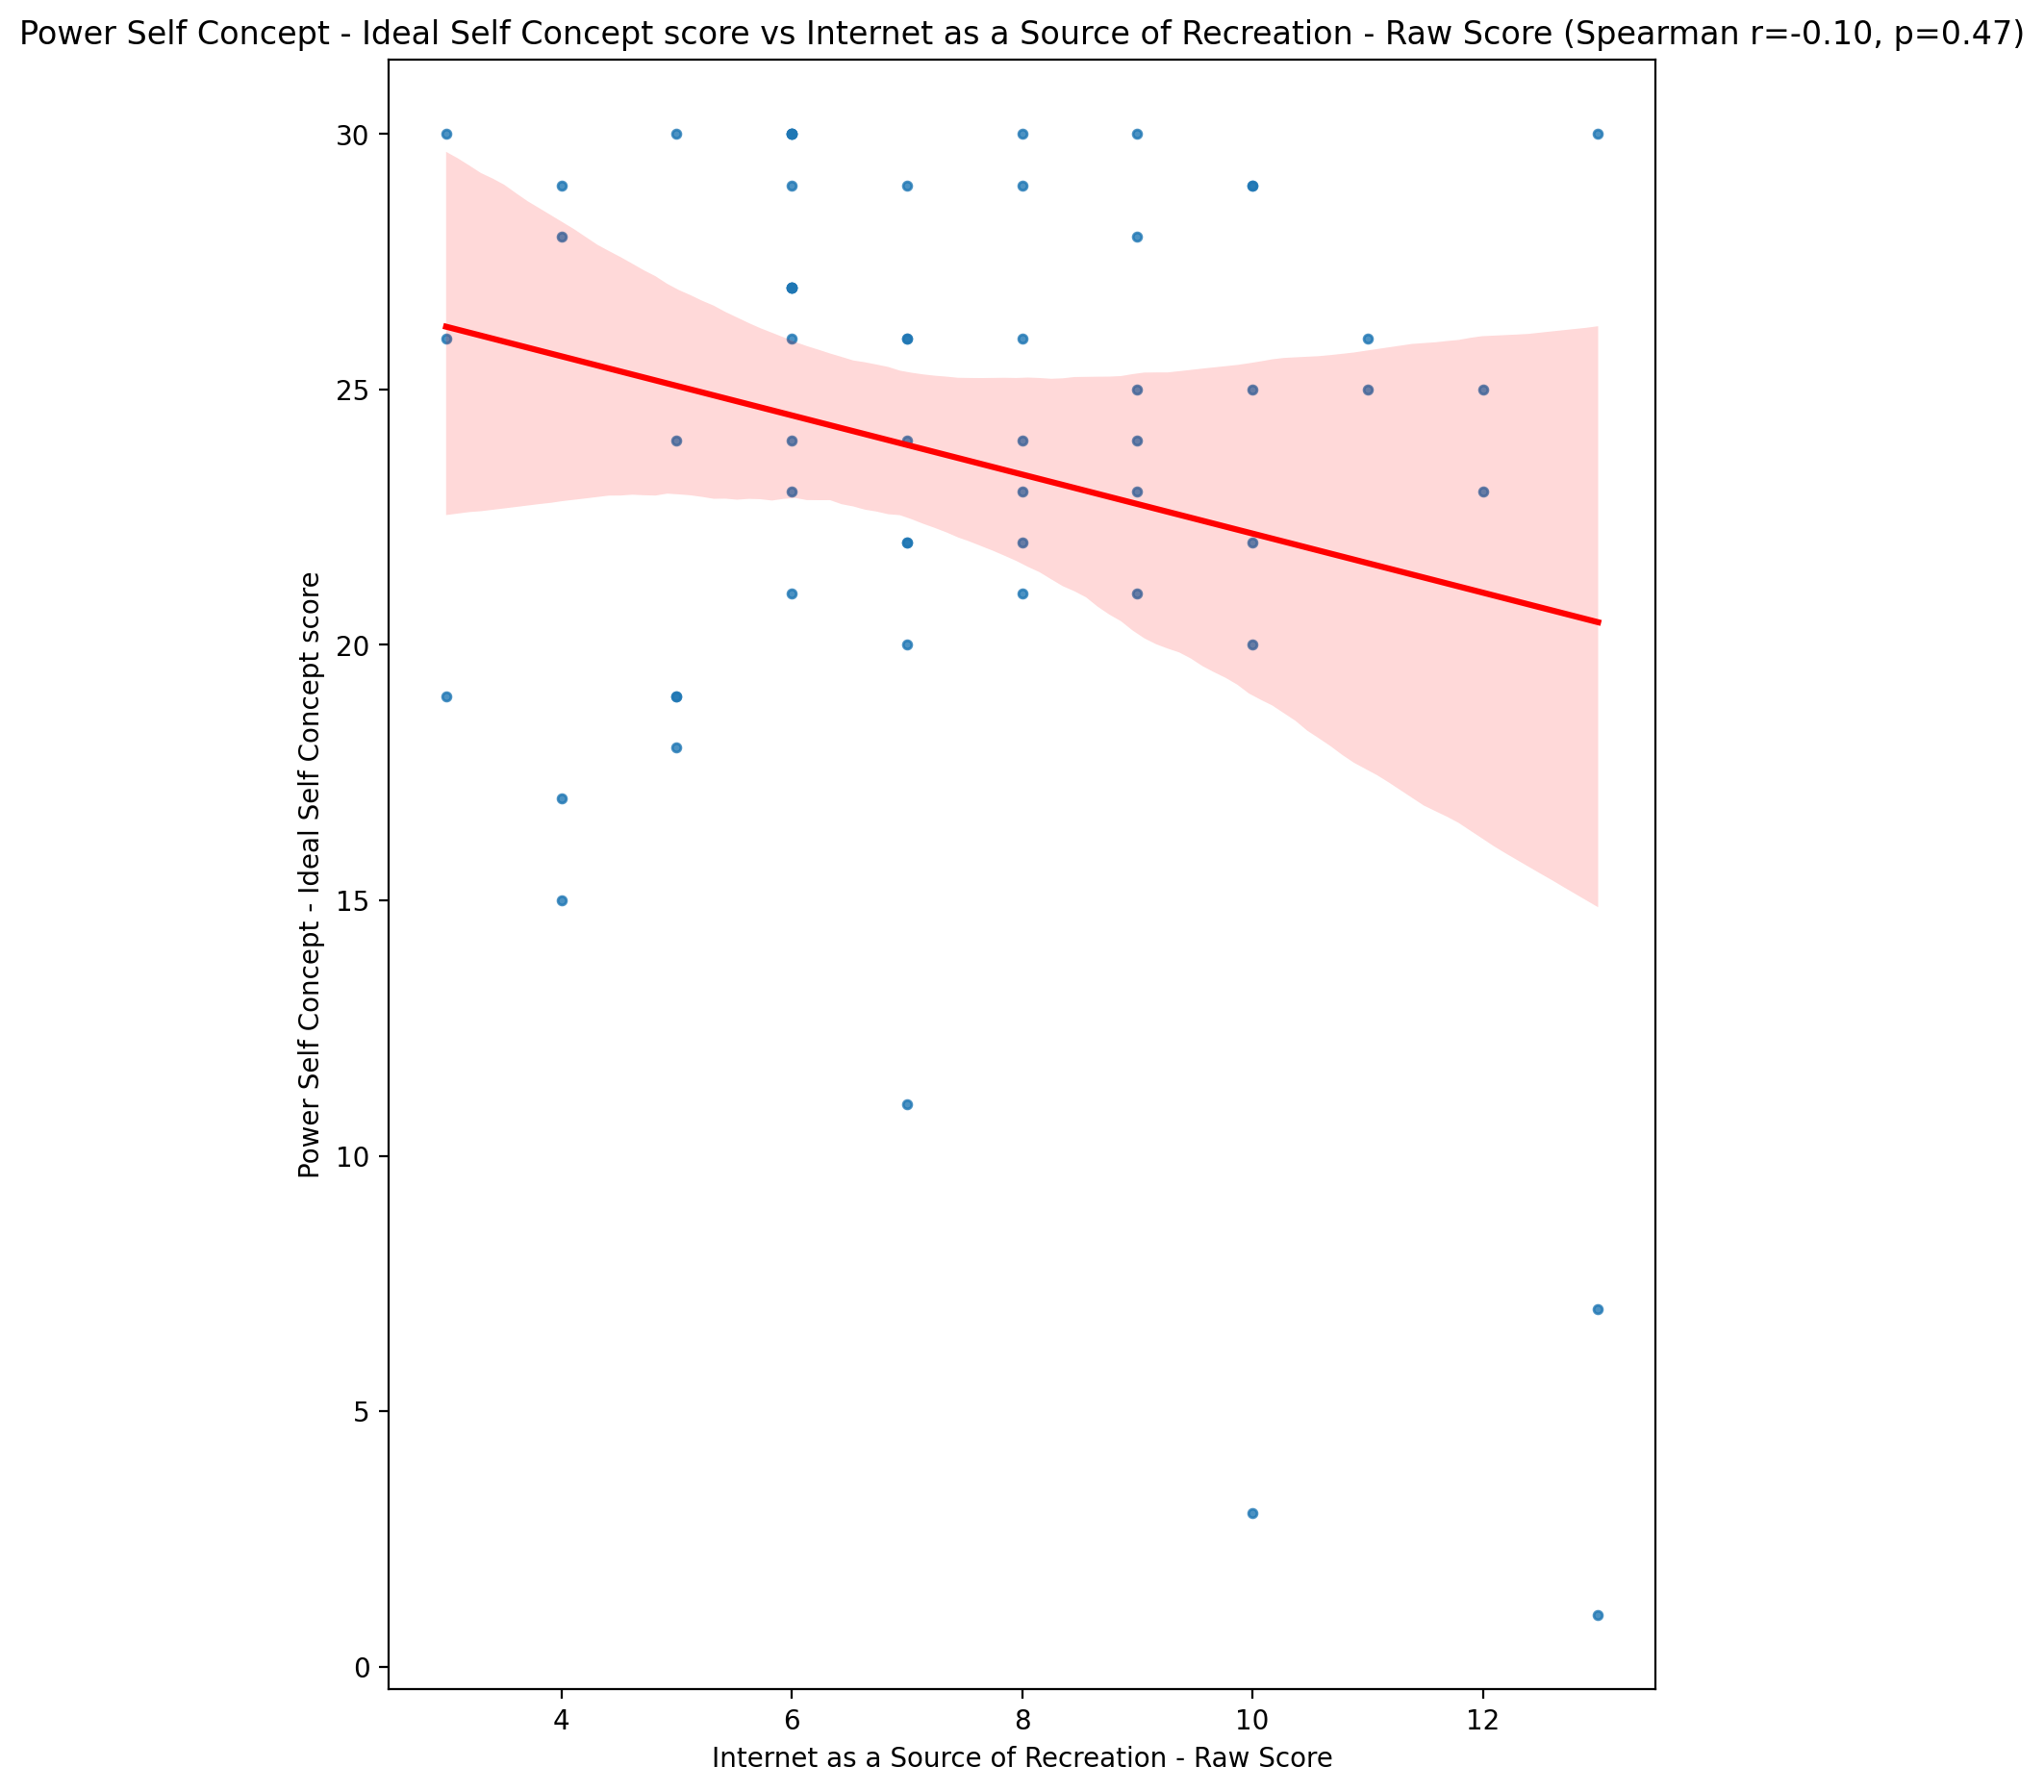 Power Self Concept - Ideal Self Concept score vs Internet as a Source of Recreation - Raw Score (Spearman r=-0.10, p=0.47)
Power Self Concept - Ideal Self Concept score
30
25
20
15
10
5
0
4 6 8 10 12
Internet as a Source of Recreation - Raw Score